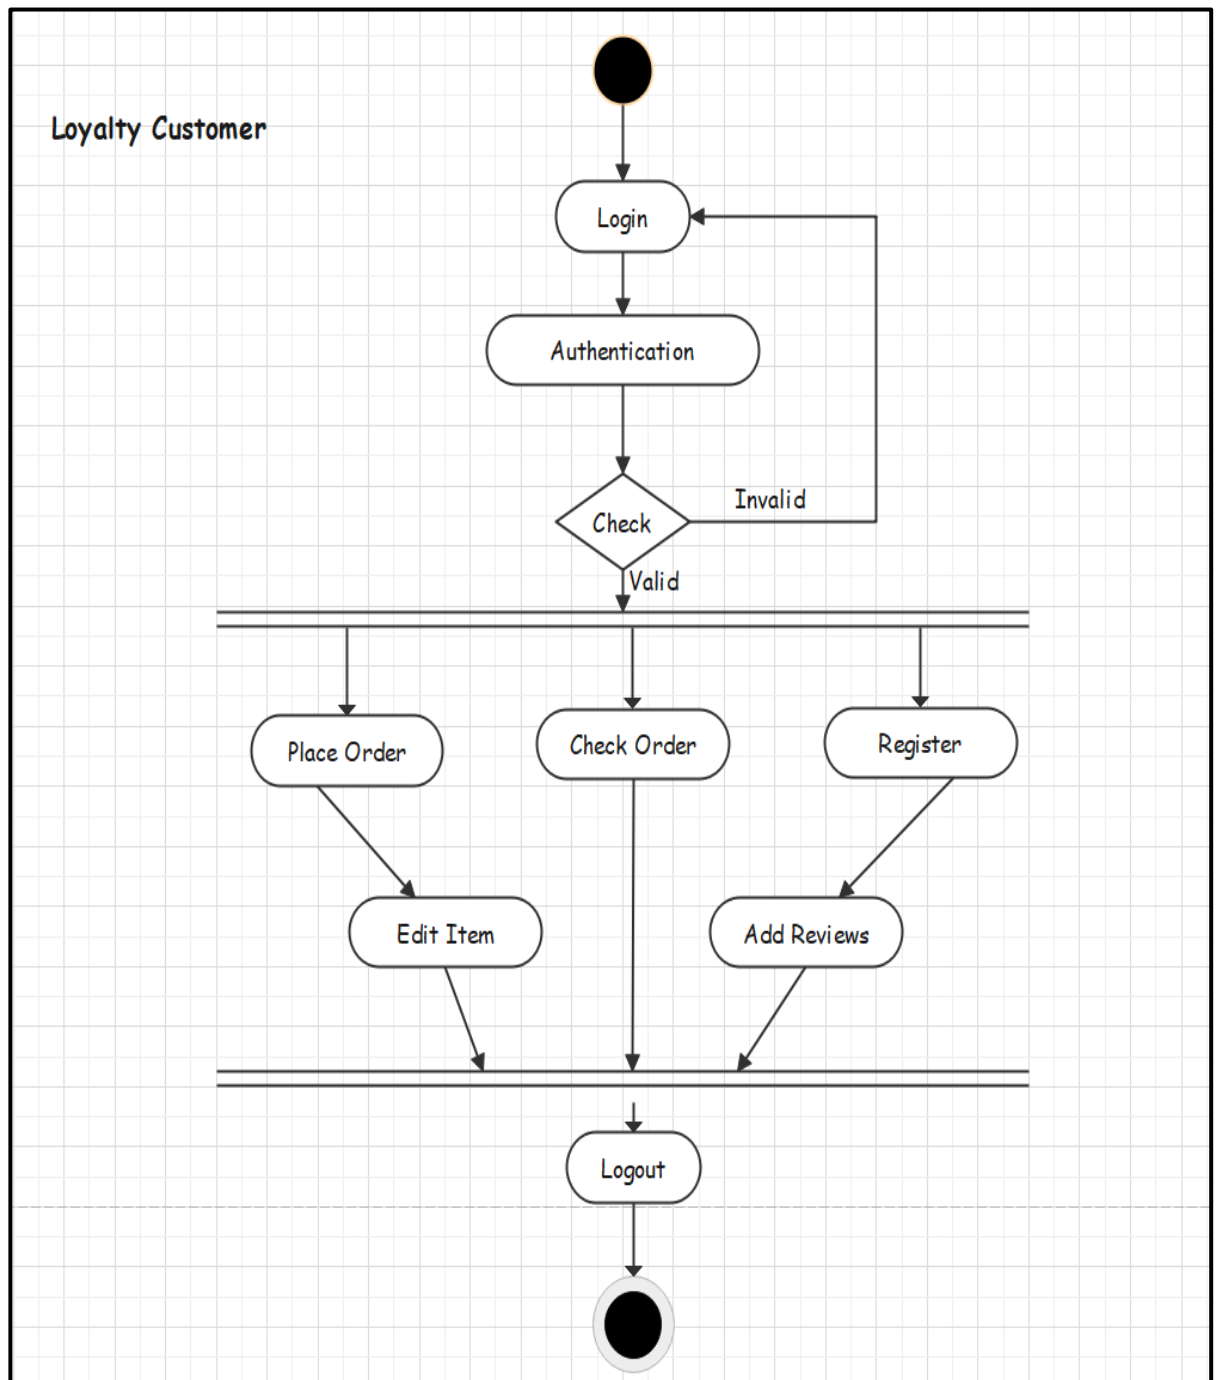 Loyalty Customer
Login
Authentication
Check
Invalid
Valid
Place Order
Check Order
Register
Edit Item
Add Reviews
Logout